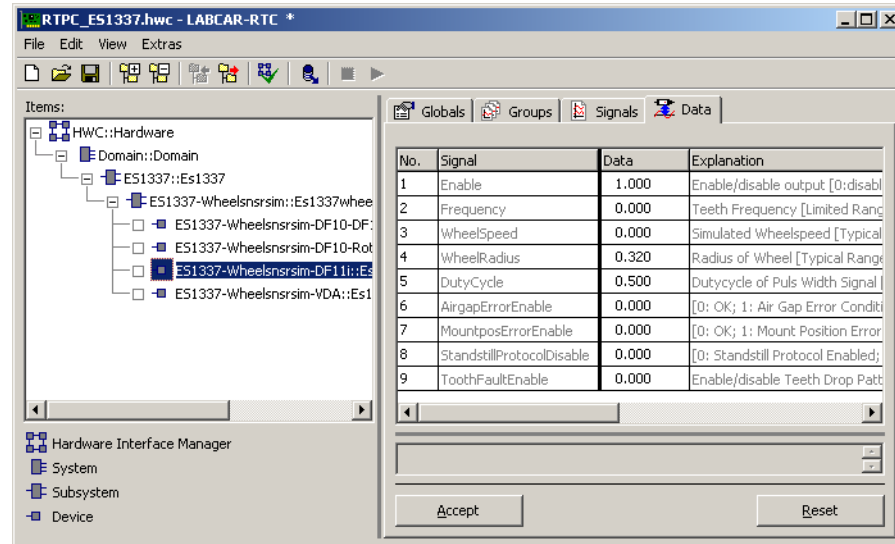 RTPC_ES1337.hwc - LABCAR-RTC *
File Edit View Extras
Items:
HWC::Hardware
Domain::Domain
ES1337::Es1337
ES1337-Wheelsnsrsim::Es1337whee
ES1337-Wheelsnsrsim-DF10-DF1
ES1337-Wheelsnsrsim-DF10-Rot
ES1337-Wheelsnsrsim-DF11i::Es
ES1337-Wheelsnsrsim-VDA::Es1
Hardware Interface Manager
System
Subsystem
Device
Globals Groups Signals Data
No. Signal Data Explanation
1 Enable 1.000 Enable/disable output [0:disabl
2 Frequency 0.000 Teeth Frequency [Limited Rang
3 WheelSpeed 0.000 Simulated Wheelspeed [Typical
4 WheelRadius 0.320 Radius of Wheel [Typical Range
5 DutyCycle 0.500 Dutycycle of Puls Width Signal [
6 AirgapErrorEnable 0.000 [0: OK; 1: Air Gap Error Conditi
7 MountposErrorEnable 0.000 [0: OK; 1: Mount Position Error
8 StandstillProtocolDisable 0.000 [0: Standstill Protocol Enabled;
9 ToothFaultEnable 0.000 Enable/disable Teeth Drop Patt
Accept Reset